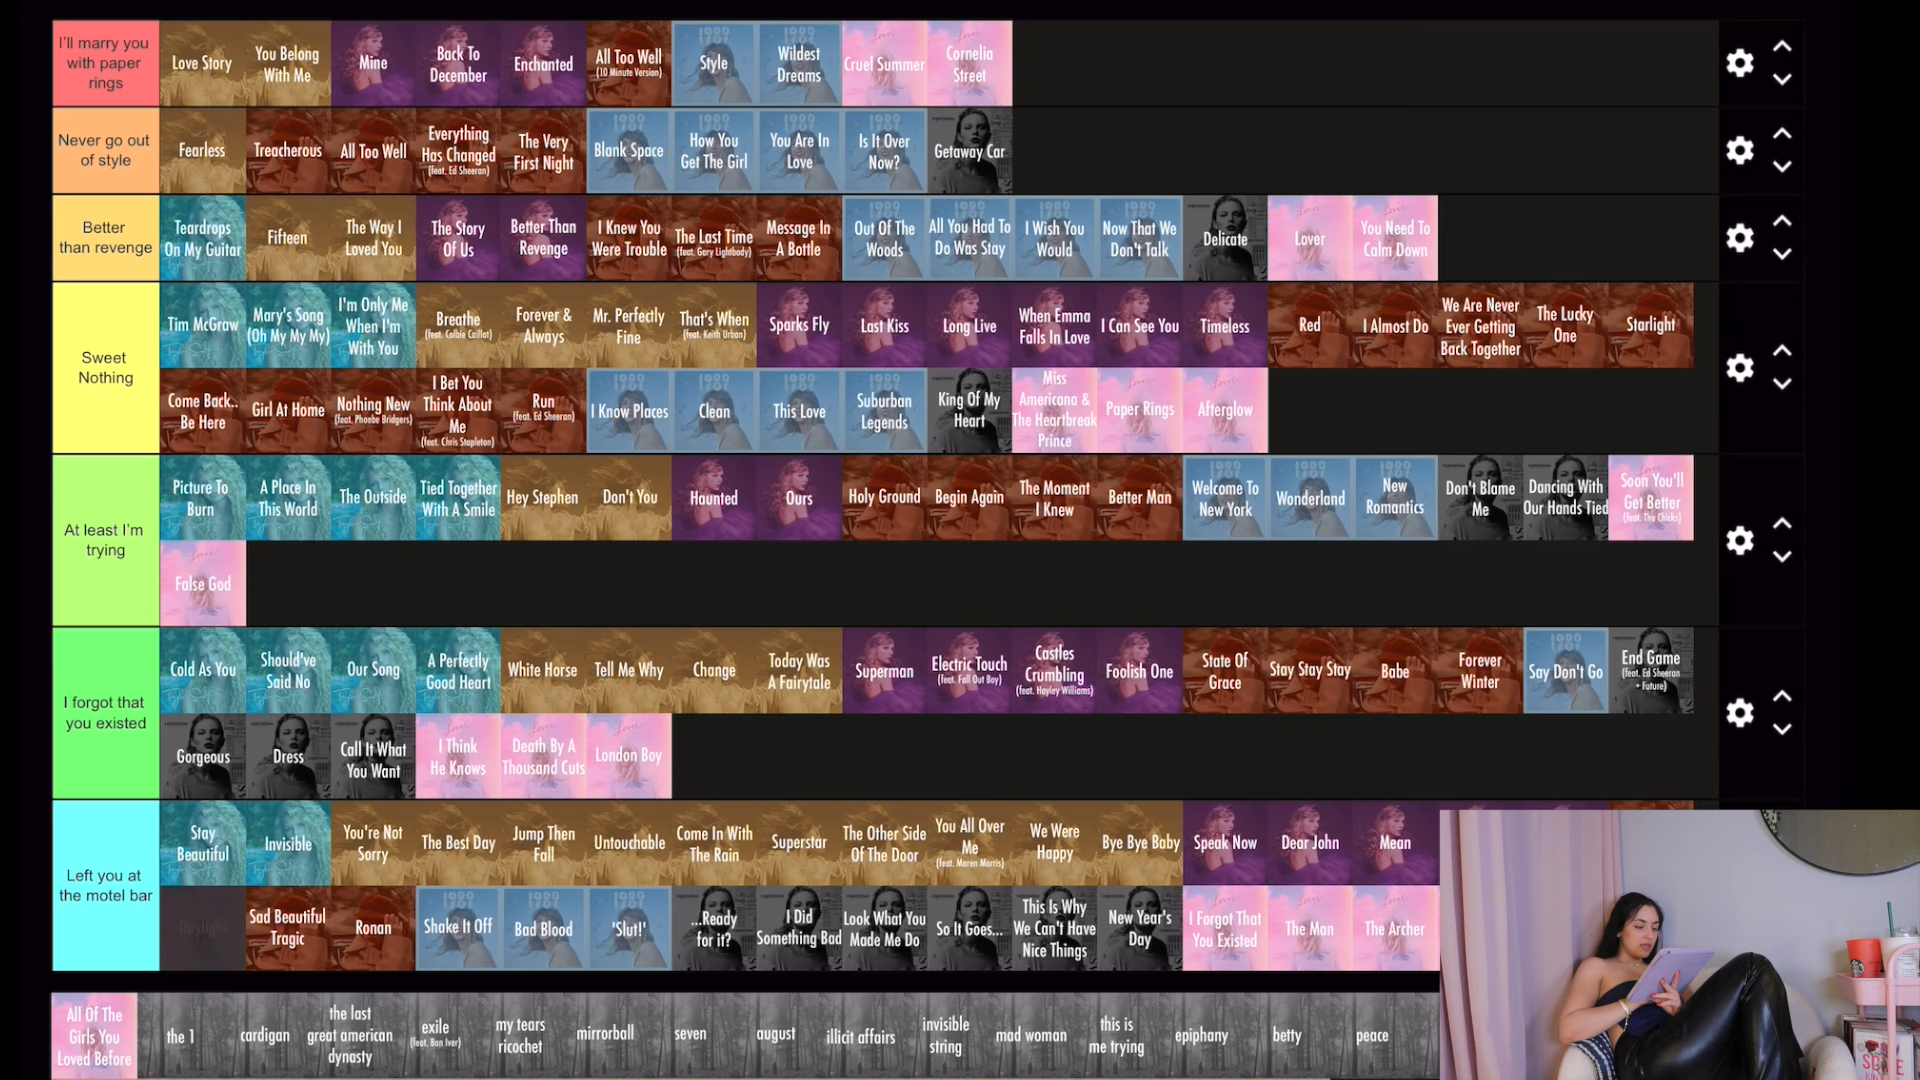 I'll marry you
with paper
rings
Love Story
You Belong
With Me
Mine
Back To
December
Enchanted
All Too Well
(10 Minute Version)
Style
Wildest
Dreams
Cruel Summer
Cornelia
Street
Never go out
of style
Fearless
Treacherous
All Too Well
Everything
Has Changed
(feat. Ed Sheeran)
The Very
First Night
Blank Space
How You
Get The Girl
You Are In
Love
Is It Over
Now?
Getaway Car
Better
than revenge
Teardrops
On My Guitar
Fifteen
The Way I
Loved You
The Story
Of Us
Better Than
Revenge
I Knew You
Were Trouble
The Last Time
(feat. Gary Lightbody)
Message In
A Bottle
Out Of The
Woods
All You Had To
Do Was Stay
I Wish You
Would
Now That We
Don't Talk
Delicate
Lover
You Need To
Calm Down
Sweet
Nothing
Tim McGraw
Mary's Song
(Oh My My My)
I'm Only Me
When I'm
With You
Breathe
(feat. Colbie Caillat)
Forever &
Always
Mr. Perfectly
Fine
That's When
(feat. Keith Urban)
Sparks Fly
Last Kiss
Long Live
When Emma
Falls In Love
I Can See You
Timeless
Red
I Almost Do
We Are Never
Ever Getting
Back Together
The Lucky
One
Starlight
Come Back..
Be Here
Girl At Home
Nothing New
(feat. Phoebe Bridgers)
I Bet You
Think About
Me
(feat. Chris Stapleton)
Run
(feat. Ed Sheeran)
I Know Places
Clean
This Love
Suburban
Legends
King Of My
Heart
Miss
Americana &
The Heartbreak
Prince
Paper Rings
Afterglow
At least I'm
trying
Picture To
Burn
A Place In
This World
The Outside
Tied Together
With A Smile
Hey Stephen
Don't You
Haunted
Ours
Holy Ground
Begin Again
The Moment
I Knew
Better Man
Welcome To
New York
Wonderland
New
Romantics
Don't Blame
Me
Dancing With
Our Hands Tied
Soon You'll
Get Better
(feat. The Chicks)
False God
I forgot that
you existed
Cold As You
Should've
Said No
Our Song
A Perfectly
Good Heart
White Horse
Tell Me Why
Change
Today Was
A Fairytale
Superman
Electric Touch
(feat. Fall Out Boy)
Castles
Crumbling
(feat. Hayley Williams)
Foolish One
State Of
Grace
Stay Stay Stay
Babe
Forever
Winter
Say Don't Go
End Game
(feat. Ed Sheeran
+ Future)
Gorgeous
Dress
Call It What
You Want
I Think
He Knows
Death By A
Thousand Cuts
London Boy
Left you at
the motel bar
Stay
Beautiful
Invisible
You're Not
Sorry
The Best Day
Jump Then
Fall
Untouchable
Come In With
The Rain
Superstar
The Other Side
Of The Door
You All Over
Me
(feat. Maren Morris)
We Were
Happy
Bye Bye Baby
Speak Now
Dear John
Mean
Daylight
Sad Beautiful
Tragic
Ronan
Shake It Off
Bad Blood
'Slut!'
...Ready
for it?
I Did
Something Bad
Look What You
Made Me Do
So It Goes...
This Is Why
We Can't Have
Nice Things
New Year's
Day
I Forgot That
You Existed
The Man
The Archer
All Of The
Girls You
Loved Before
the 1
cardigan
the last
great american
dynasty
exile
(feat. Bon Iver)
my tears
ricochet
mirrorball
seven
august
illicit affairs
invisible
string
mad woman
this is
me trying
epiphany
betty
peace